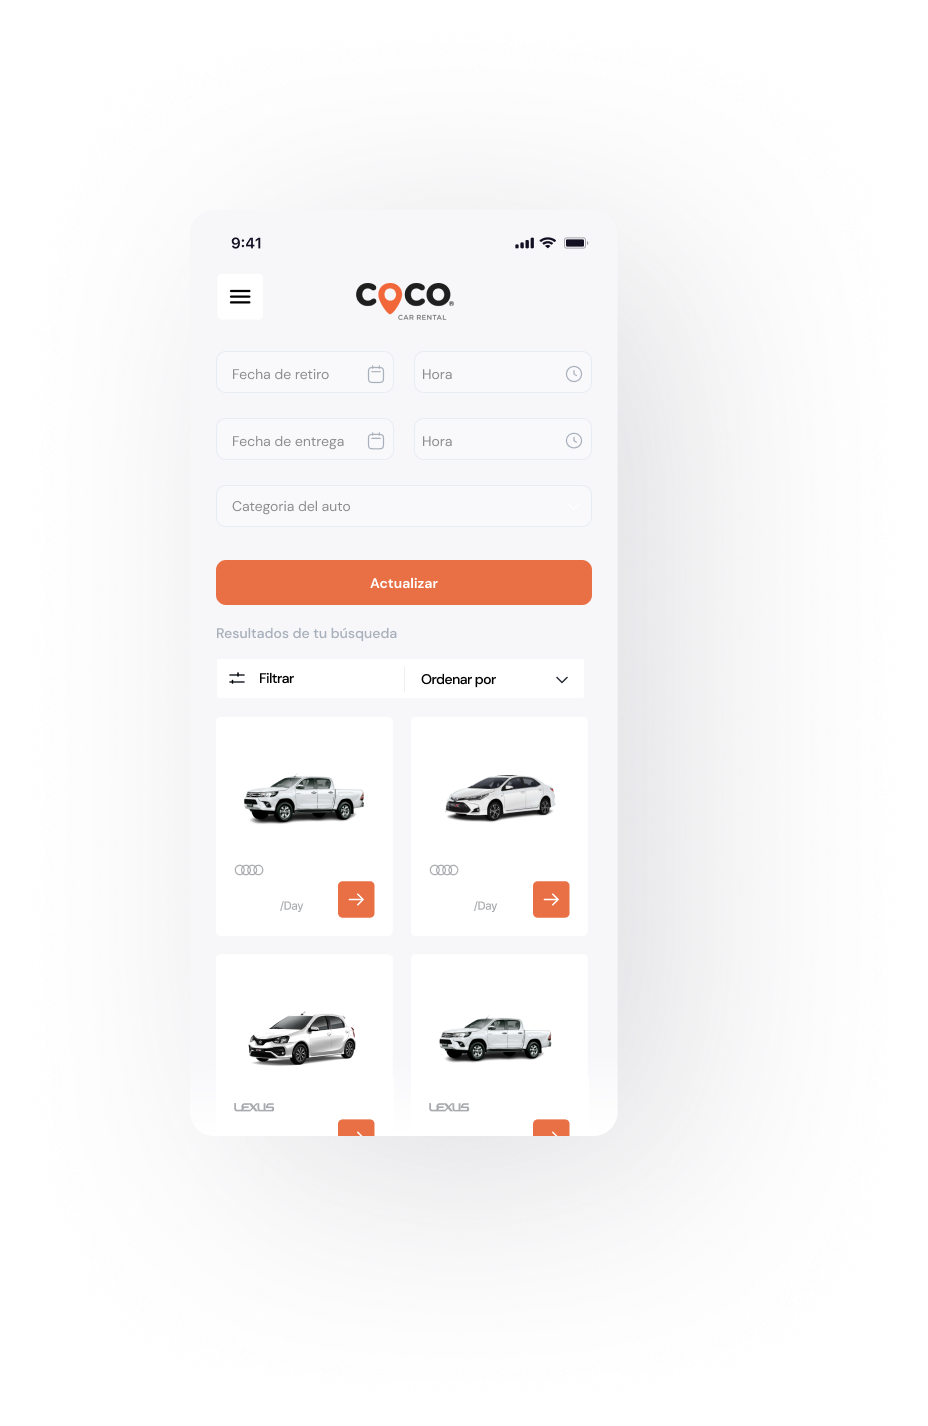 9:41
COCO®
CAR RENTAL
Fecha de retiro
Hora
Fecha de entrega
Hora
Categoria del auto
Actualizar
Resultados de tu búsqueda
Filtrar
Ordenar por
/Day
/Day
LEXUS
LEXUS